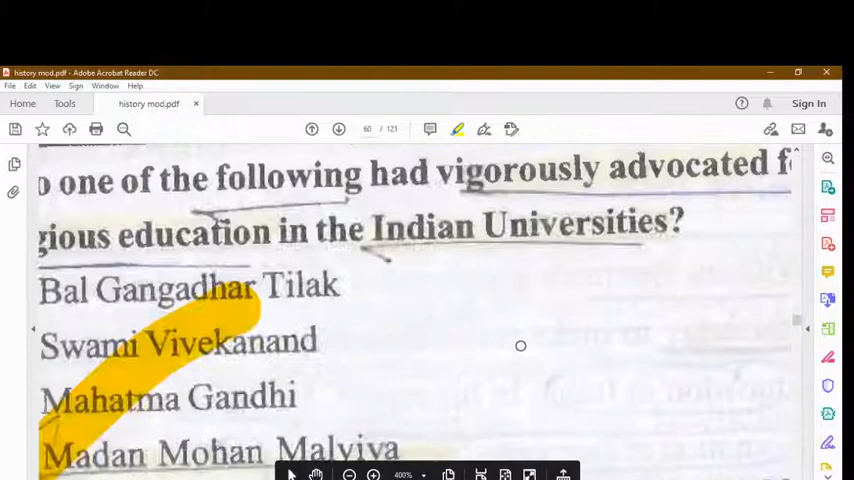 history mod.pdf - Adobe Acrobat Reader DC
File Edit View Sign Window Help
Home Tools history mod.pdf × Sign In
60 / 121
o one of the following had vigorously advocated f
gious education in the Indian Universities?
Bal Gangadhar Tilak
Swami Vivekanand
Mahatma Gandhi
Madan Mohan Malviya
400%